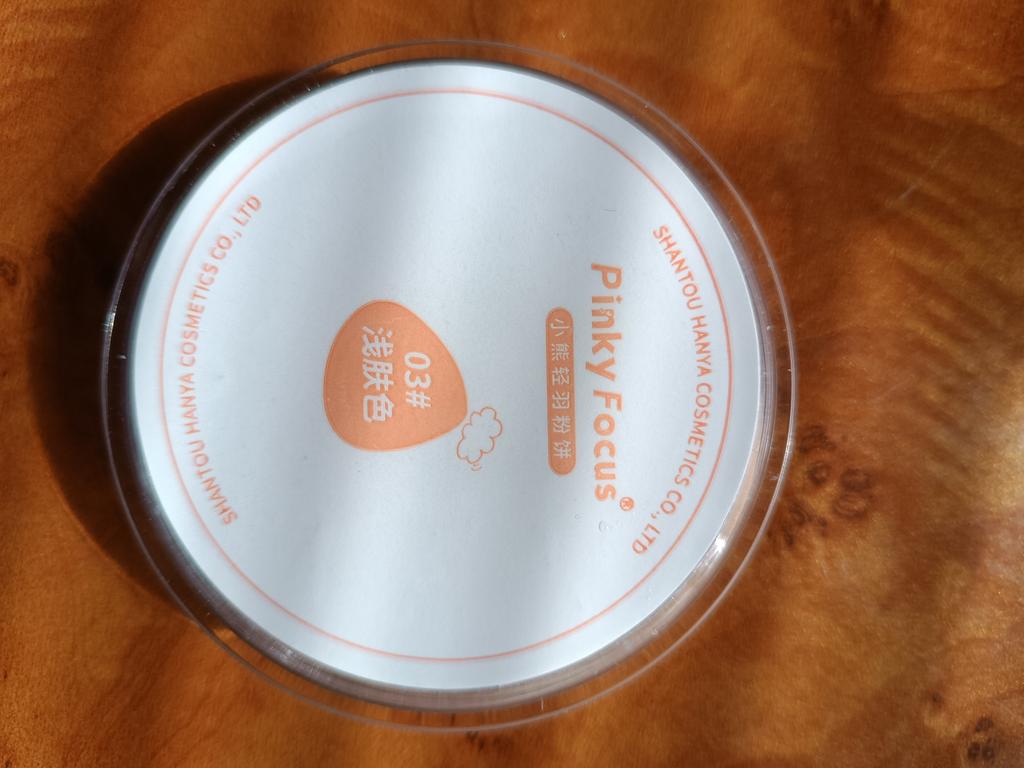 SHANTOU HANYA COSMETICS CO., LTD
Pinky Focus®
小熊轻羽粉饼
03#
浅肤色
SHANTOU HANYA COSMETICS CO., LTD